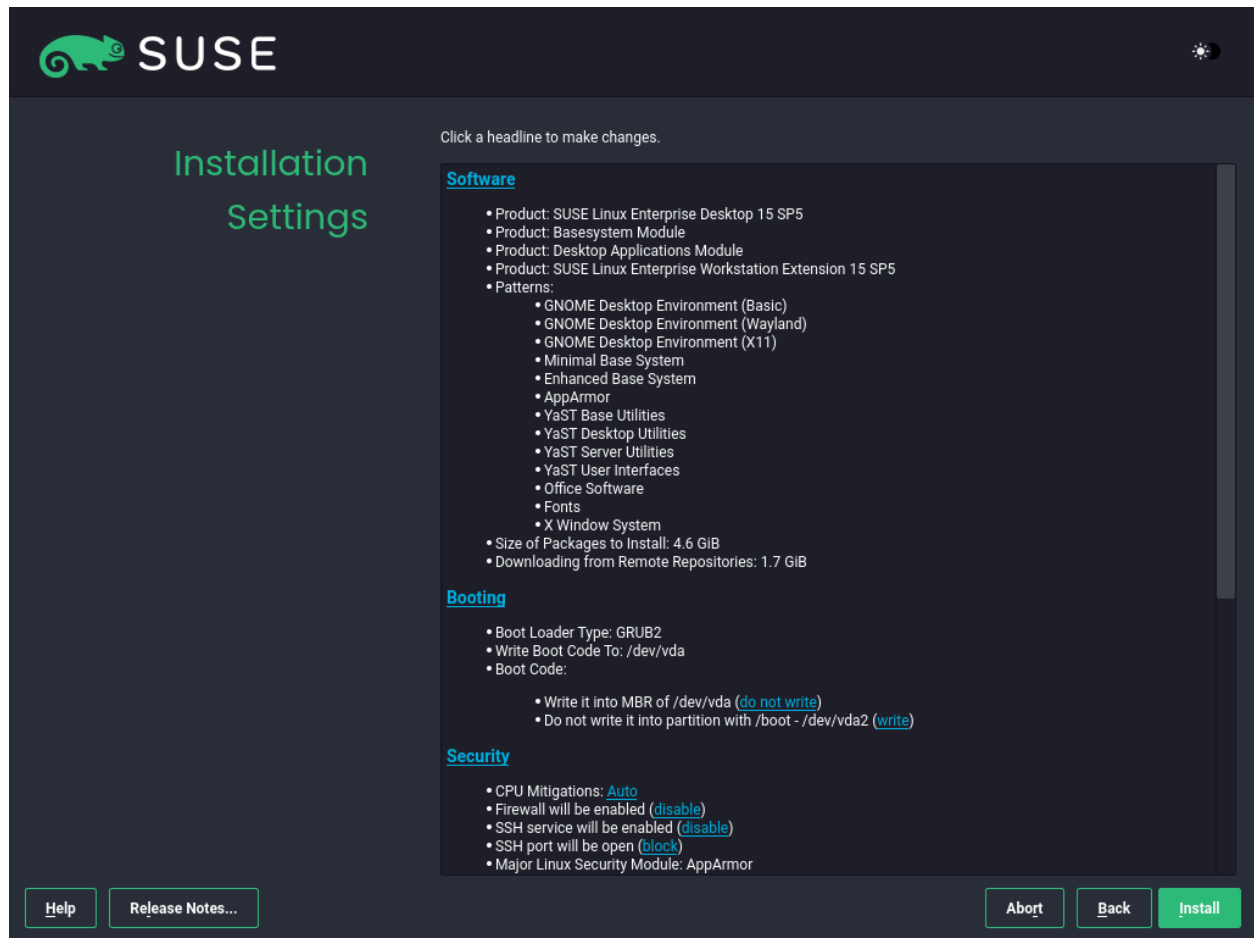 SUSE
Installation
Settings
Click a headline to make changes.
Software
• Product: SUSE Linux Enterprise Desktop 15 SP5
• Product: Basesystem Module
• Product: Desktop Applications Module
• Product: SUSE Linux Enterprise Workstation Extension 15 SP5
• Patterns:
• GNOME Desktop Environment (Basic)
• GNOME Desktop Environment (Wayland)
• GNOME Desktop Environment (X11)
• Minimal Base System
• Enhanced Base System
• AppArmor
• YaST Base Utilities
• YaST Desktop Utilities
• YaST Server Utilities
• YaST User Interfaces
• Office Software
• Fonts
• X Window System
• Size of Packages to Install: 4.6 GiB
• Downloading from Remote Repositories: 1.7 GiB
Booting
• Boot Loader Type: GRUB2
• Write Boot Code To: /dev/vda
• Boot Code:
• Write it into MBR of /dev/vda (do not write)
• Do not write it into partition with /boot - /dev/vda2 (write)
Security
• CPU Mitigations: Auto
• Firewall will be enabled (disable)
• SSH service will be enabled (disable)
• SSH port will be open (block)
• Major Linux Security Module: AppArmor
Help
Release Notes...
Abort
Back
Install